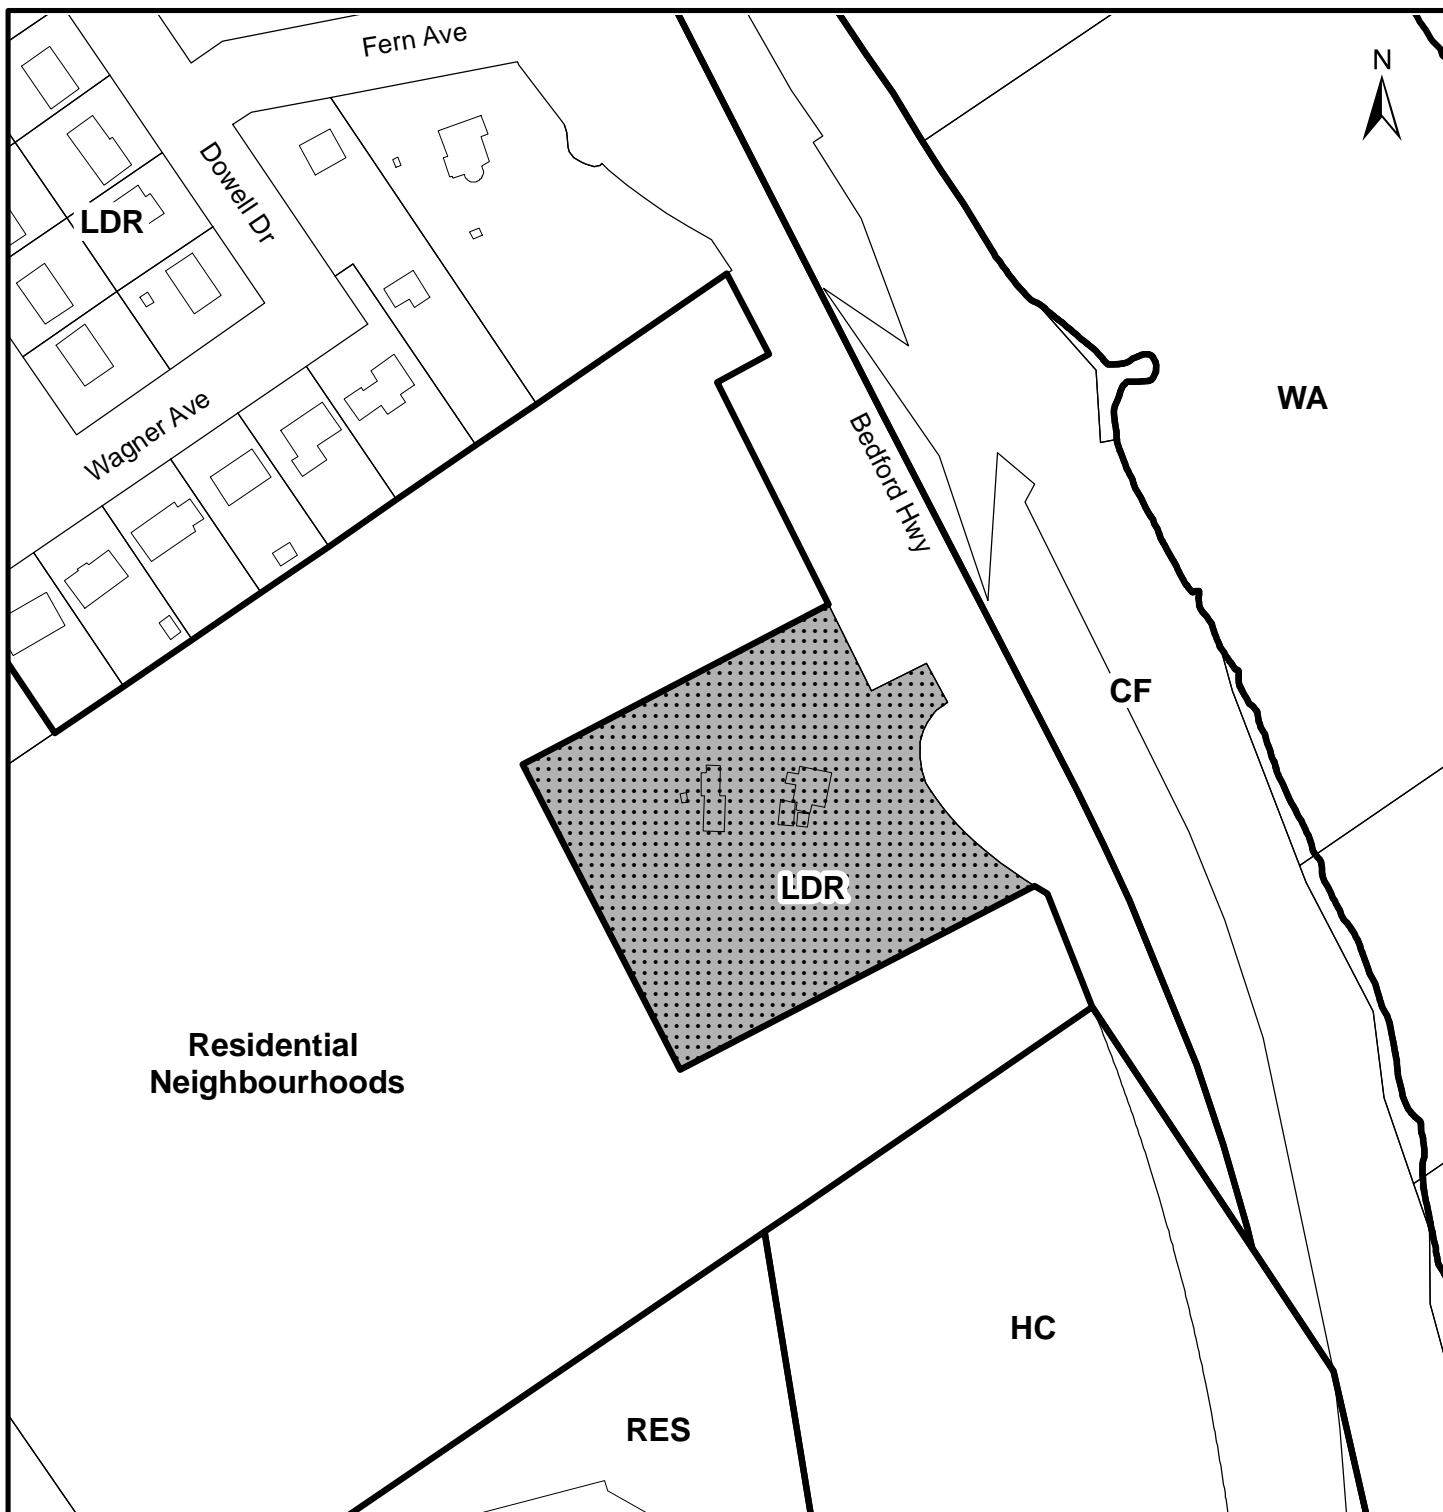 Fern Ave
N
Dowell Dr
LDR
WA
Wagner Ave
Bedford Hwy
CF
LDR
Residential
Neighbourhoods
HC
RES